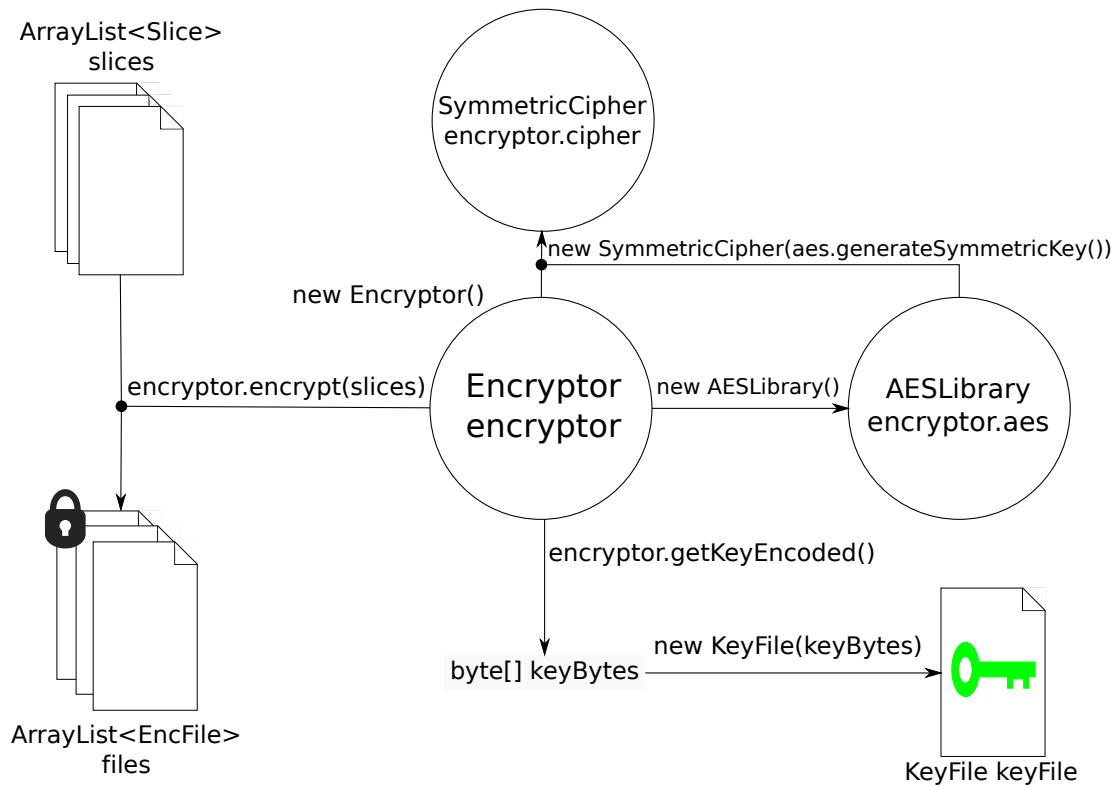 ArrayList<Slice>
slices
SymmetricCipher
encryptor.cipher
new SymmetricCipher(aes.generateSymmetricKey())
new Encryptor()
encryptor.encrypt(slices)
Encryptor
encryptor
new AESLibrary()
AESLibrary
encryptor.aes
encryptor.getKeyEncoded()
byte[] keyBytes
new KeyFile(keyBytes)
ArrayList<EncFile>
files
KeyFile keyFile